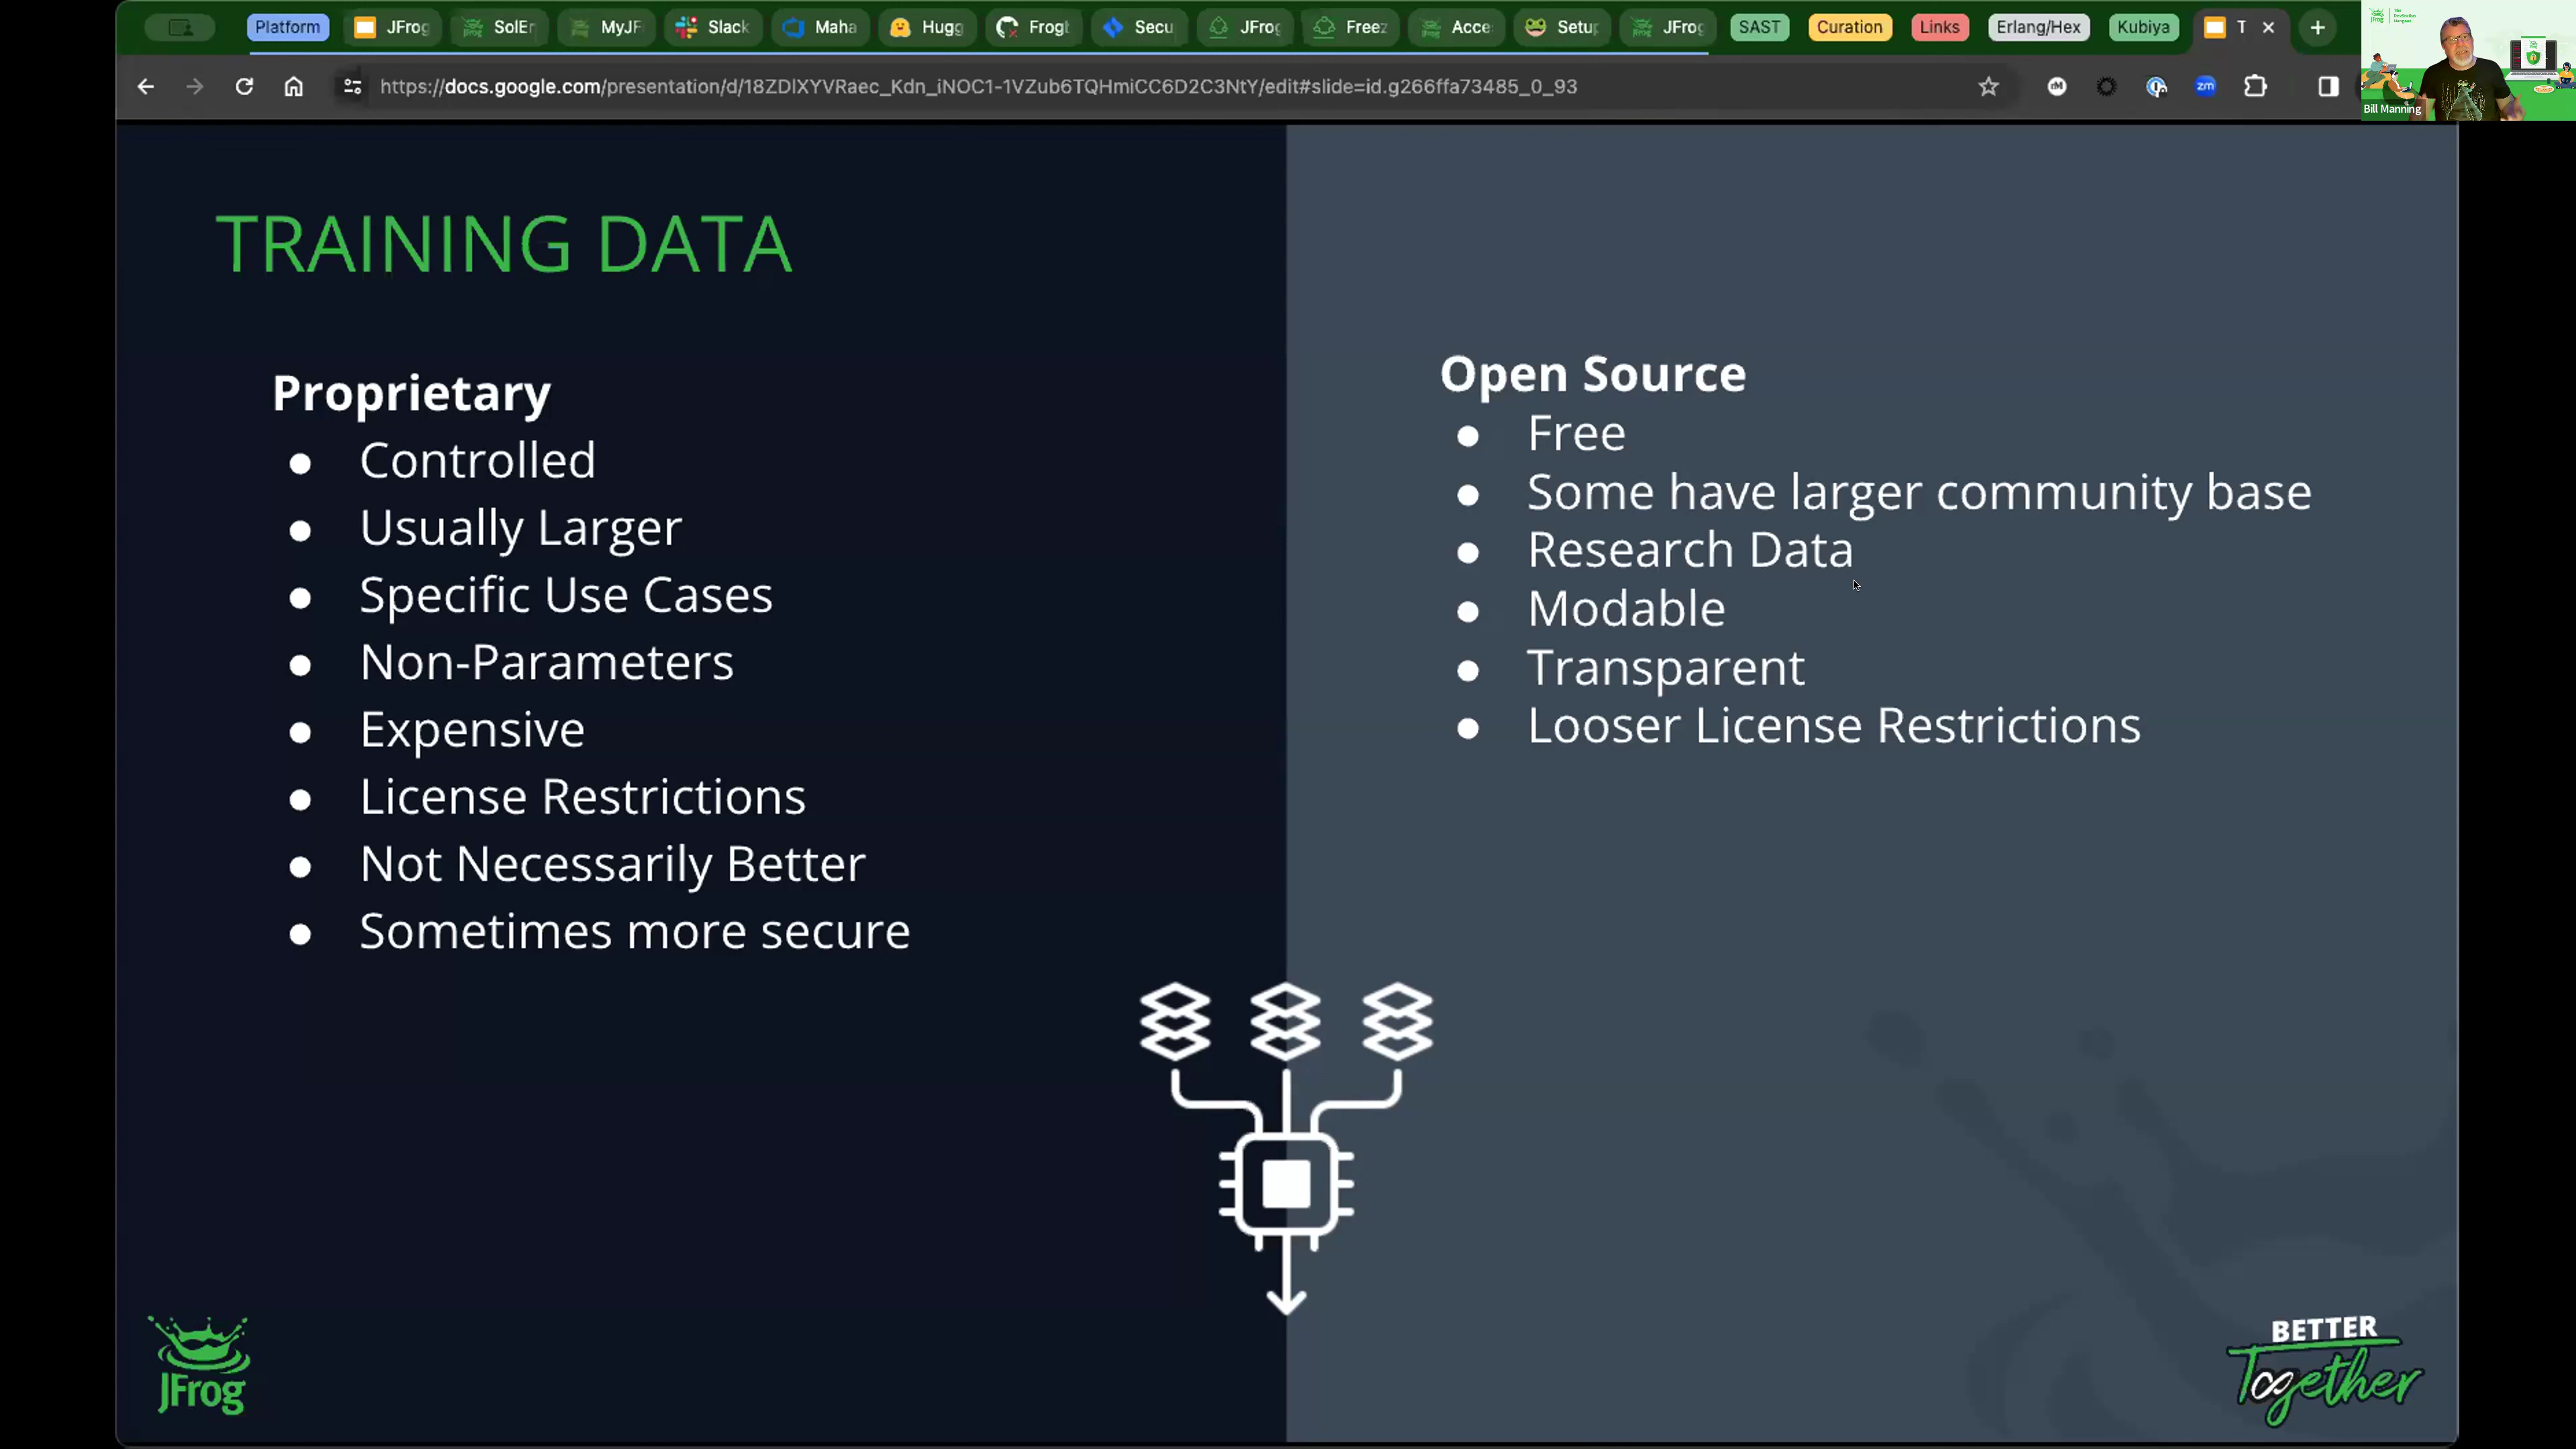 Platform
JFrog
SolEr
MyJF
Slack
Maha
Hugg
Frogl
Secu
JFrog
Freez
Acce
Setu
JFrog
SAST
Curation
Links
Erlang/Hex
Kubiya
T
https://docs.google.com/presentation/d/18ZDlXYVRaec_Kdn_iNOC1-1VZub6TQHmiCC6D2C3NtY/edit#slide=id.g266ffa73485_0_93
zm
Bill Manning
TRAINING DATA
Proprietary
Controlled
Usually Larger
Specific Use Cases
Non-Parameters
Expensive
License Restrictions
Not Necessarily Better
Sometimes more secure
Open Source
Free
Some have larger community base
Research Data
Modable
Transparent
Looser License Restrictions
JFrog
BETTER
Together